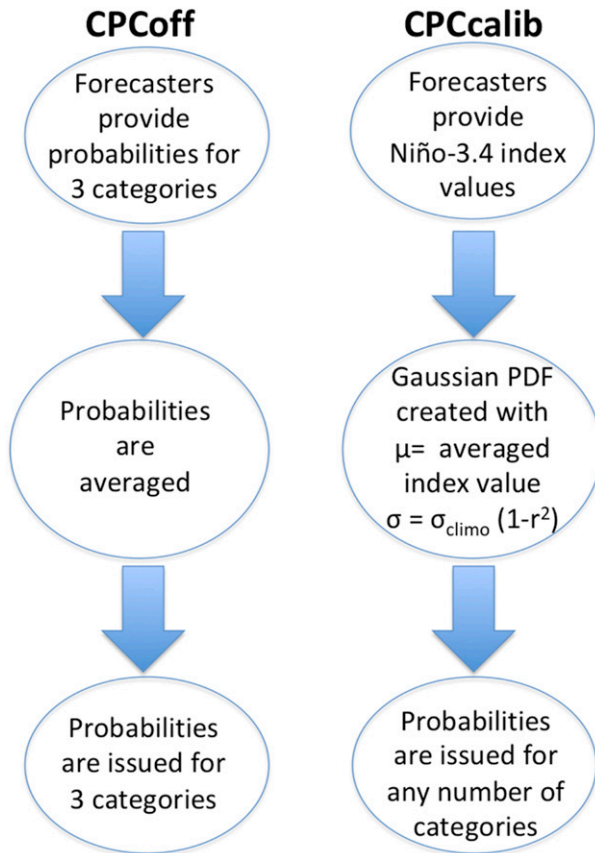 CPCoff
Forecasters
provide
probabilities for
3 categories
Probabilities
are
averaged
Probabilities
are issued for
3 categories
CPCcalib
Forecasters
provide
Niño-3.4 index
values
Gaussian PDF
created with
μ= averaged
index value
σ = σclimo (1-r²)
Probabilities
are issued for
any number of
categories